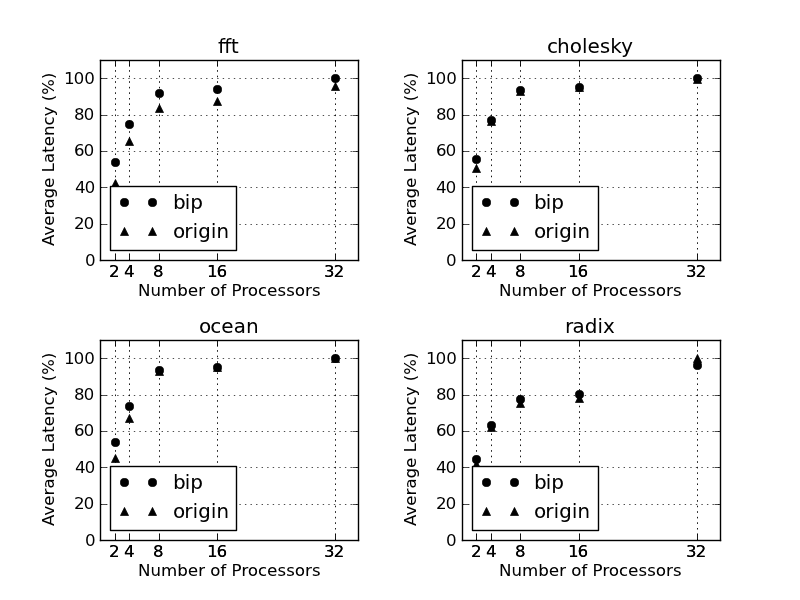 fft
Average Latency (%)
100
80
60
40
20
0
bip
origin
2 4 8 16 32
Number of Processors
cholesky
Average Latency (%)
100
80
60
40
20
0
bip
origin
2 4 8 16 32
Number of Processors
ocean
Average Latency (%)
100
80
60
40
20
0
bip
origin
2 4 8 16 32
Number of Processors
radix
Average Latency (%)
100
80
60
40
20
0
bip
origin
2 4 8 16 32
Number of Processors